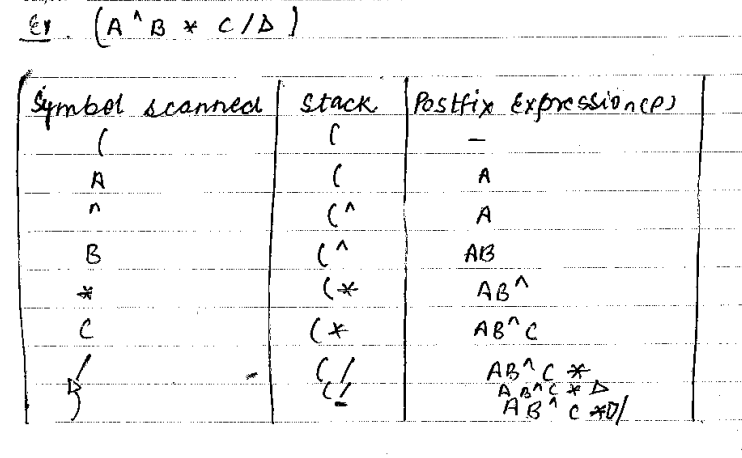 Ex. (A ^ B * C / D)
Symbol scanned Stack Postfix Expression(P)
( ( -
A ( A
^ (^ A
B (^ AB
* (* AB^
C (* AB^C
/ (/ AB^C*
D (/ AB^C*D
) - AB^C*D/